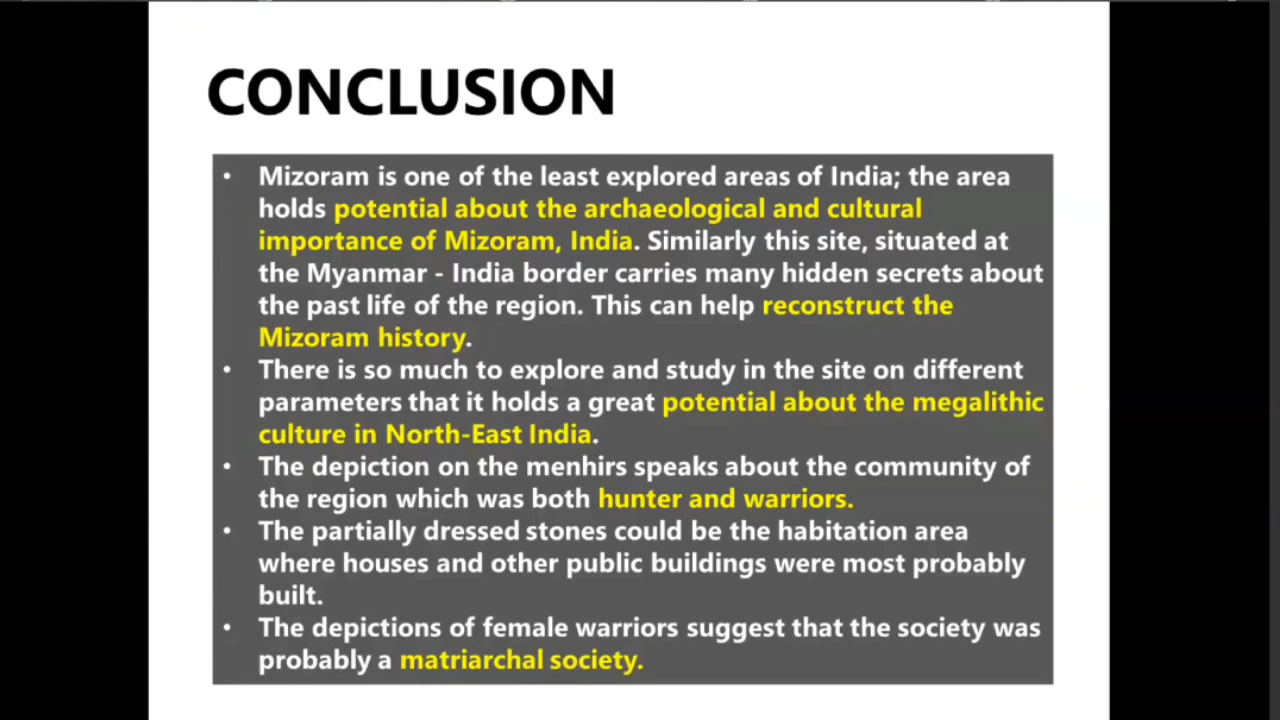 CONCLUSION
• Mizoram is one of the least explored areas of India; the area
holds potential about the archaeological and cultural
importance of Mizoram, India. Similarly this site, situated at
the Myanmar - India border carries many hidden secrets about
the past life of the region. This can help reconstruct the
Mizoram history.
• There is so much to explore and study in the site on different
parameters that it holds a great potential about the megalithic
culture in North-East India.
• The depiction on the menhirs speaks about the community of
the region which was both hunter and warriors.
• The partially dressed stones could be the habitation area
where houses and other public buildings were most probably
built.
• The depictions of female warriors suggest that the society was
probably a matriarchal society.